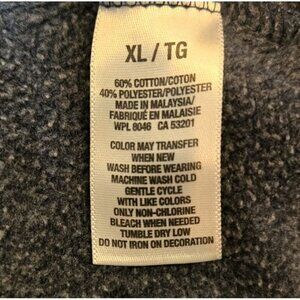 XL / TG
60% COTTON/COTON
40% POLYESTER/POLYESTER
MADE IN MALAYSIA/
FABRIQUÉ EN MALAISIE
WPL 8046 CA 53201
COLOR MAY TRANSFER
WHEN NEW
WASH BEFORE WEARING
MACHINE WASH COLD
GENTLE CYCLE
WITH LIKE COLORS
ONLY NON-CHLORINE
BLEACH WHEN NEEDED
TUMBLE DRY LOW
DO NOT IRON ON DECORATION